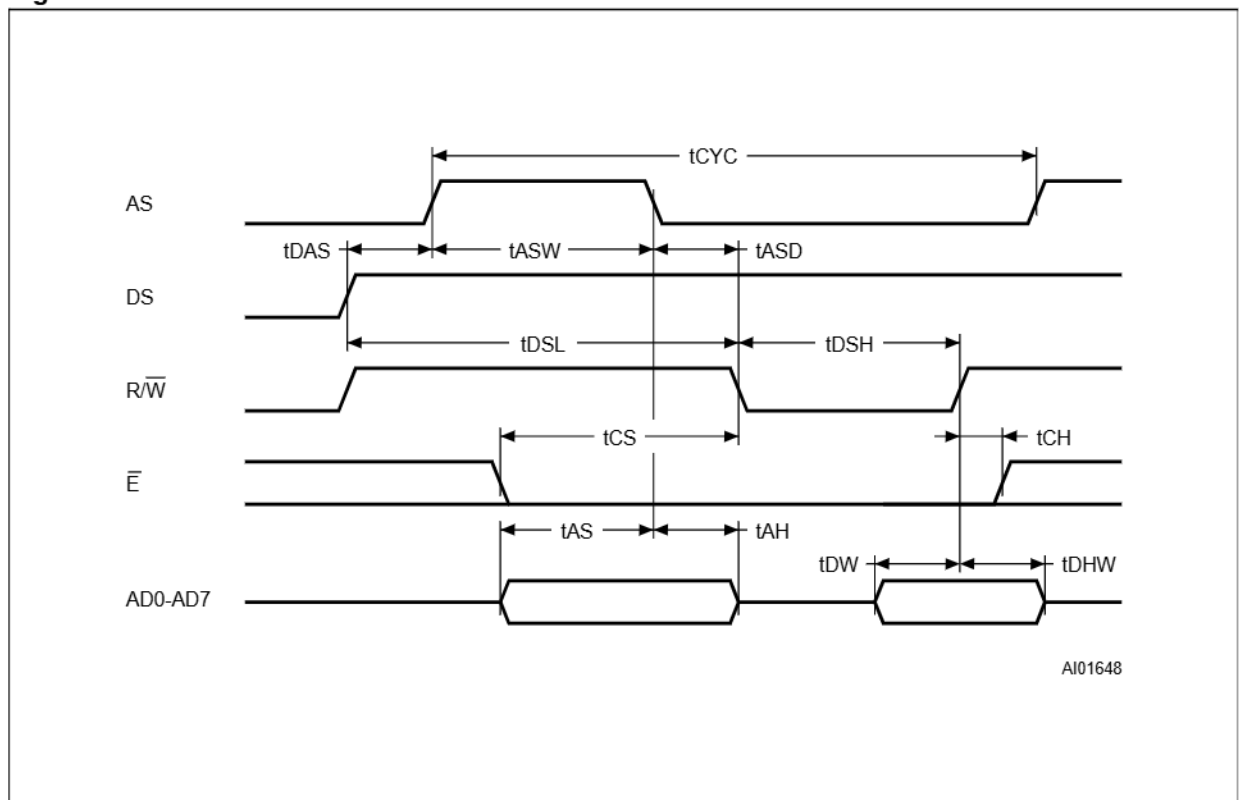 tCYC
AS
tDAS tASW tASD
DS
tDSL tDSH
R/W̅
tCS tCH
E̅
tAS tAH
tDW tDHW
AD0-AD7
AI01648